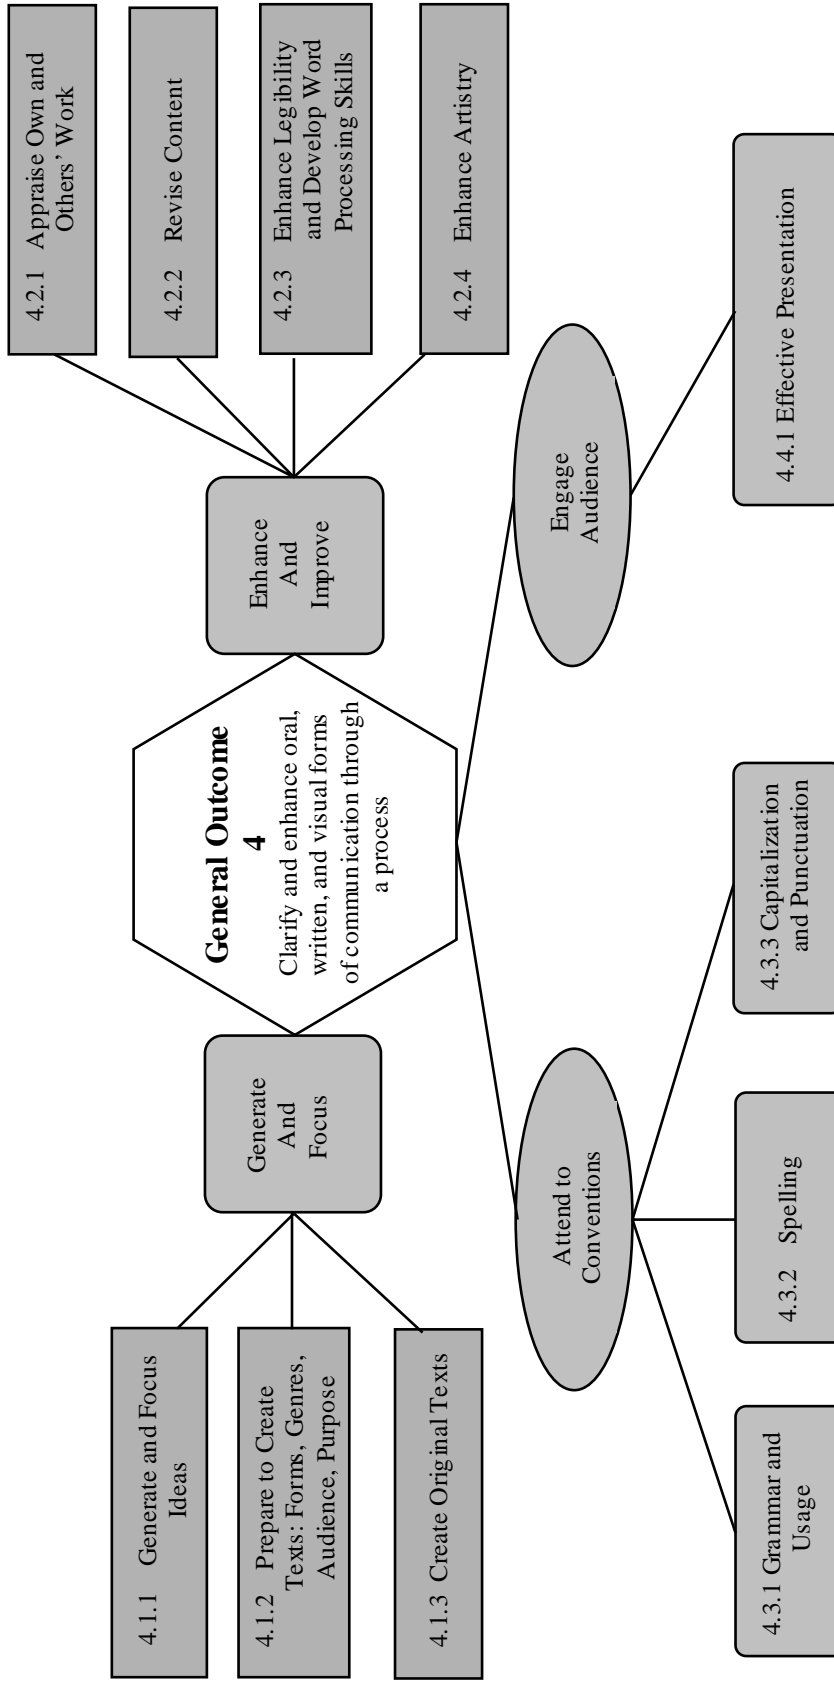 General Outcome
4
Clarify and enhance oral,
written, and visual forms
of communication through
a process
Generate
And
Focus
4.1.1 Generate and Focus
Ideas
4.1.2 Prepare to Create
Texts: Forms, Genres,
Audience, Purpose
4.1.3 Create Original Texts
Enhance
And
Improve
4.2.1 Appraise Own and
Others' Work
4.2.2 Revise Content
4.2.3 Enhance Legibility
and Develop Word
Processing Skills
4.2.4 Enhance Artistry
Attend to
Conventions
4.3.1 Grammar and
Usage
4.3.2 Spelling
4.3.3 Capitalization
and Punctuation
Engage
Audience
4.4.1 Effective Presentation